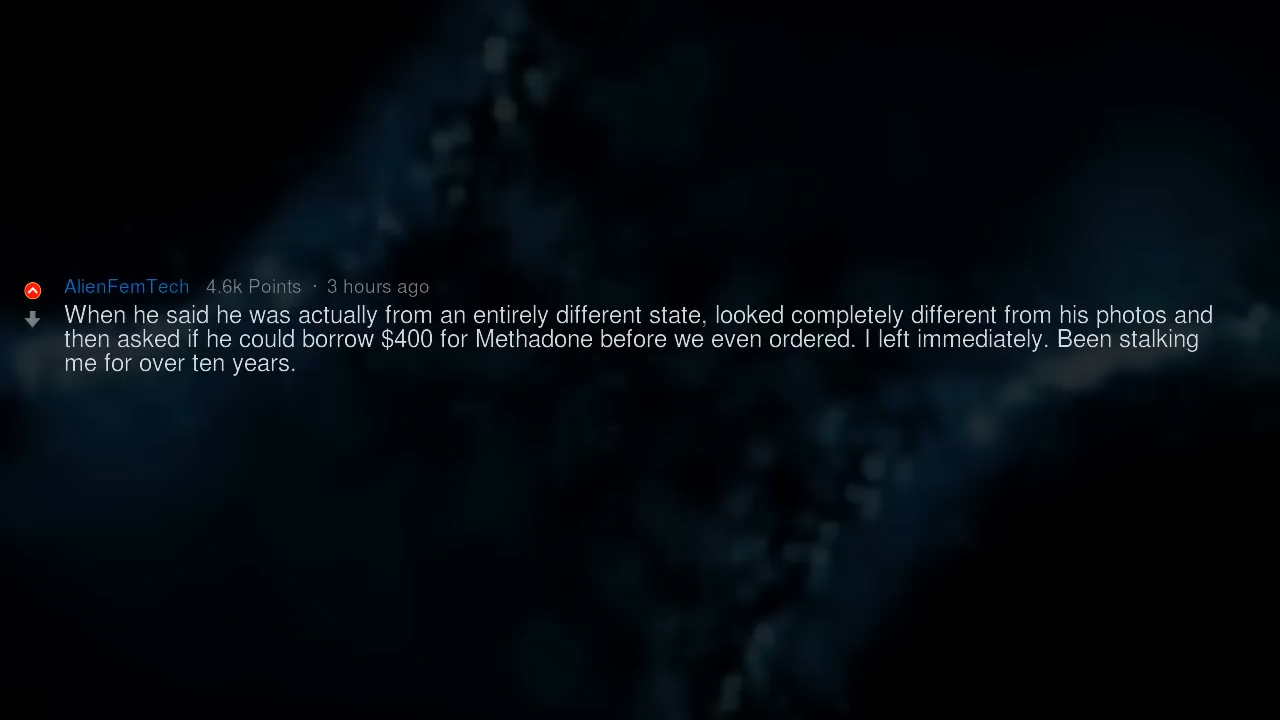 AlienFemTech 4.6k Points · 3 hours ago
When he said he was actually from an entirely different state, looked completely different from his photos and
then asked if he could borrow $400 for Methadone before we even ordered. I left immediately. Been stalking
me for over ten years.